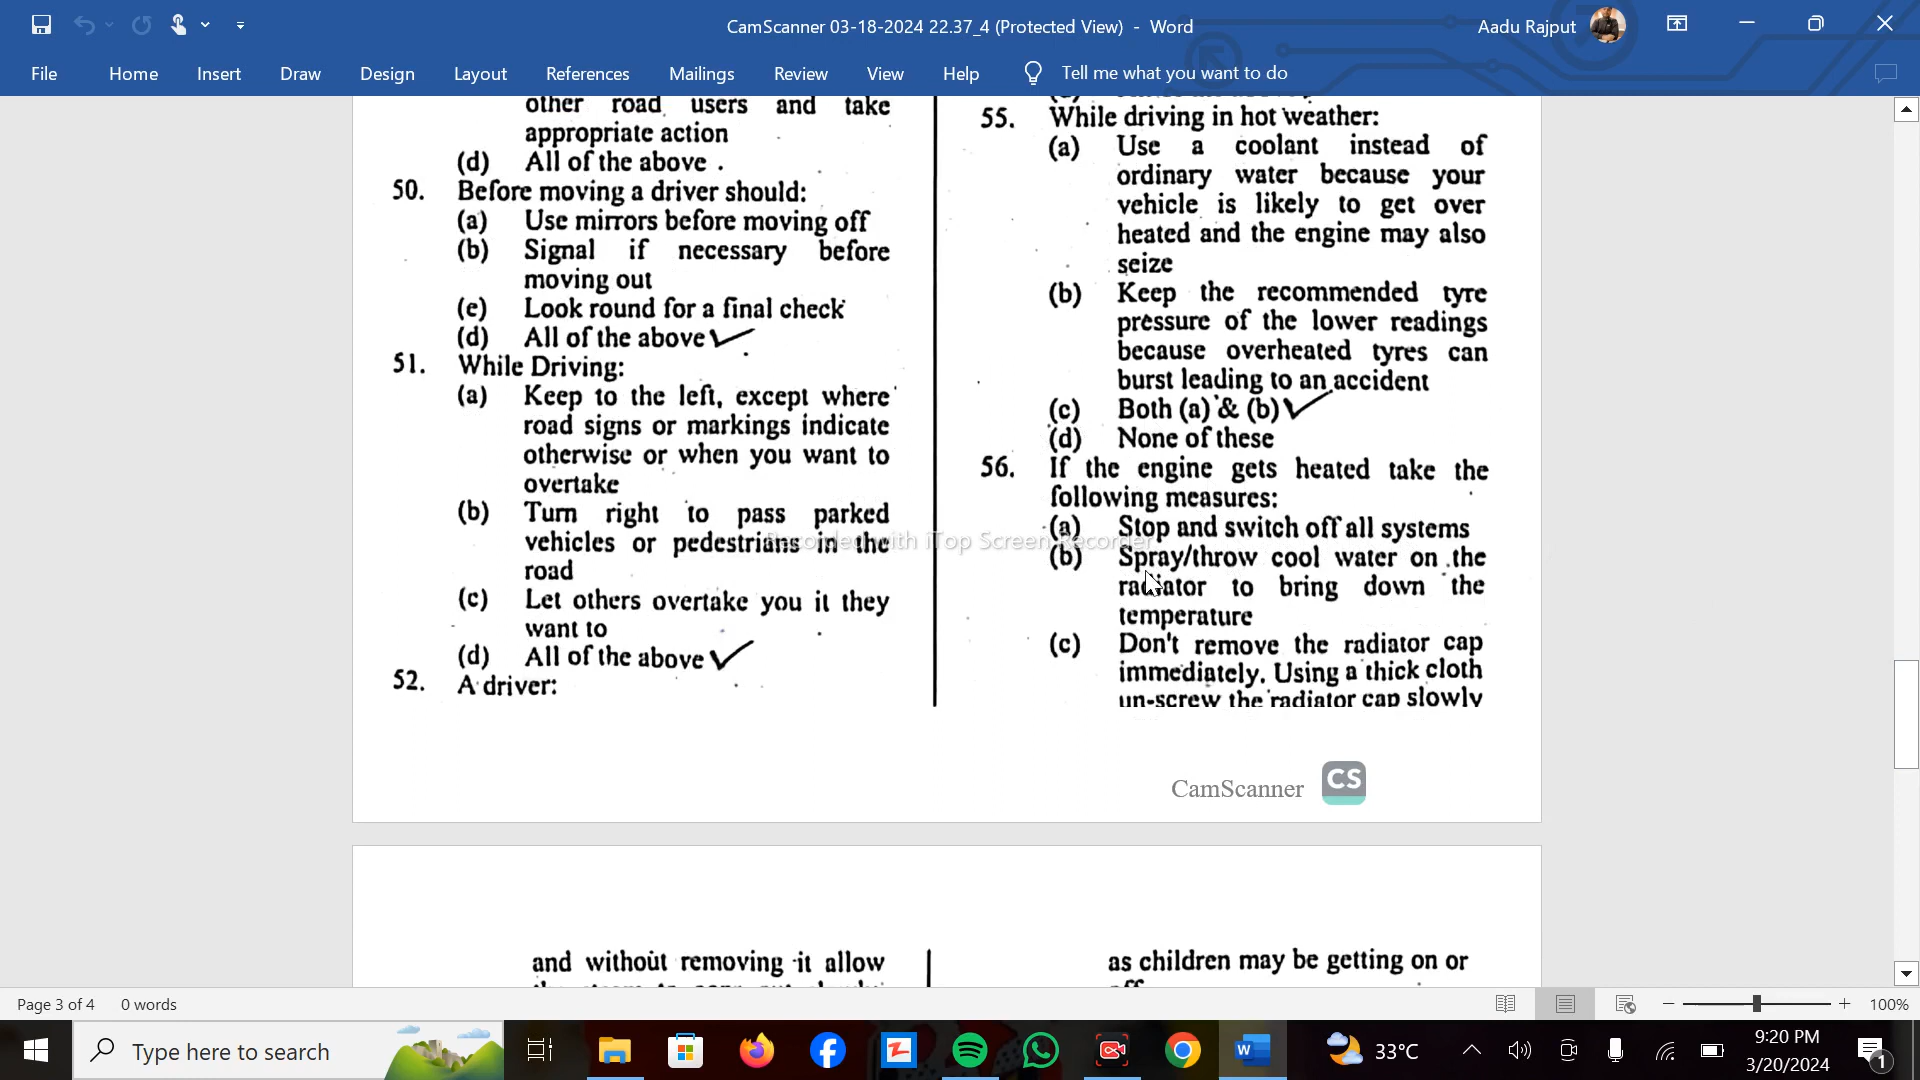 CamScanner 03-18-2024 22.37_4 (Protected View) - Word
Aadu Rajput
File Home Insert Draw Design Layout References Mailings Review View Help Tell me what you want to do
other road users and take
appropriate action
(d) All of the above
50. Before moving a driver should:
(a) Use mirrors before moving off
(b) Signal if necessary before
moving out
(e) Look round for a final check
(d) All of the above
51. While Driving:
(a) Keep to the left, except where
road signs or markings indicate
otherwise or when you want to
overtake
(b) Turn right to pass parked
vehicles or pedestrians in the
road
(c) Let others overtake you it they
want to
(d) All of the above
52. A driver:
55. While driving in hot weather:
(a) Use a coolant instead of
ordinary water because your
vehicle is likely to get over
heated and the engine may also
seize
(b) Keep the recommended tyre
pressure of the lower readings
because overheated tyres can
burst leading to an accident
(c) Both (a) & (b)
(d) None of these
56. If the engine gets heated take the
following measures:
(a) Stop and switch off all systems
(b) Spray/throw cool water on the
radiator to bring down the
temperature
(c) Don't remove the radiator cap
immediately. Using a thick cloth
un-screw the radiator cap slowly
Recorded with iTop Screen Recorder
CamScanner CS
and without removing it allow
as children may be getting on or
Page 3 of 4 0 words
100%
Type here to search
33°C
9:20 PM
3/20/2024
1